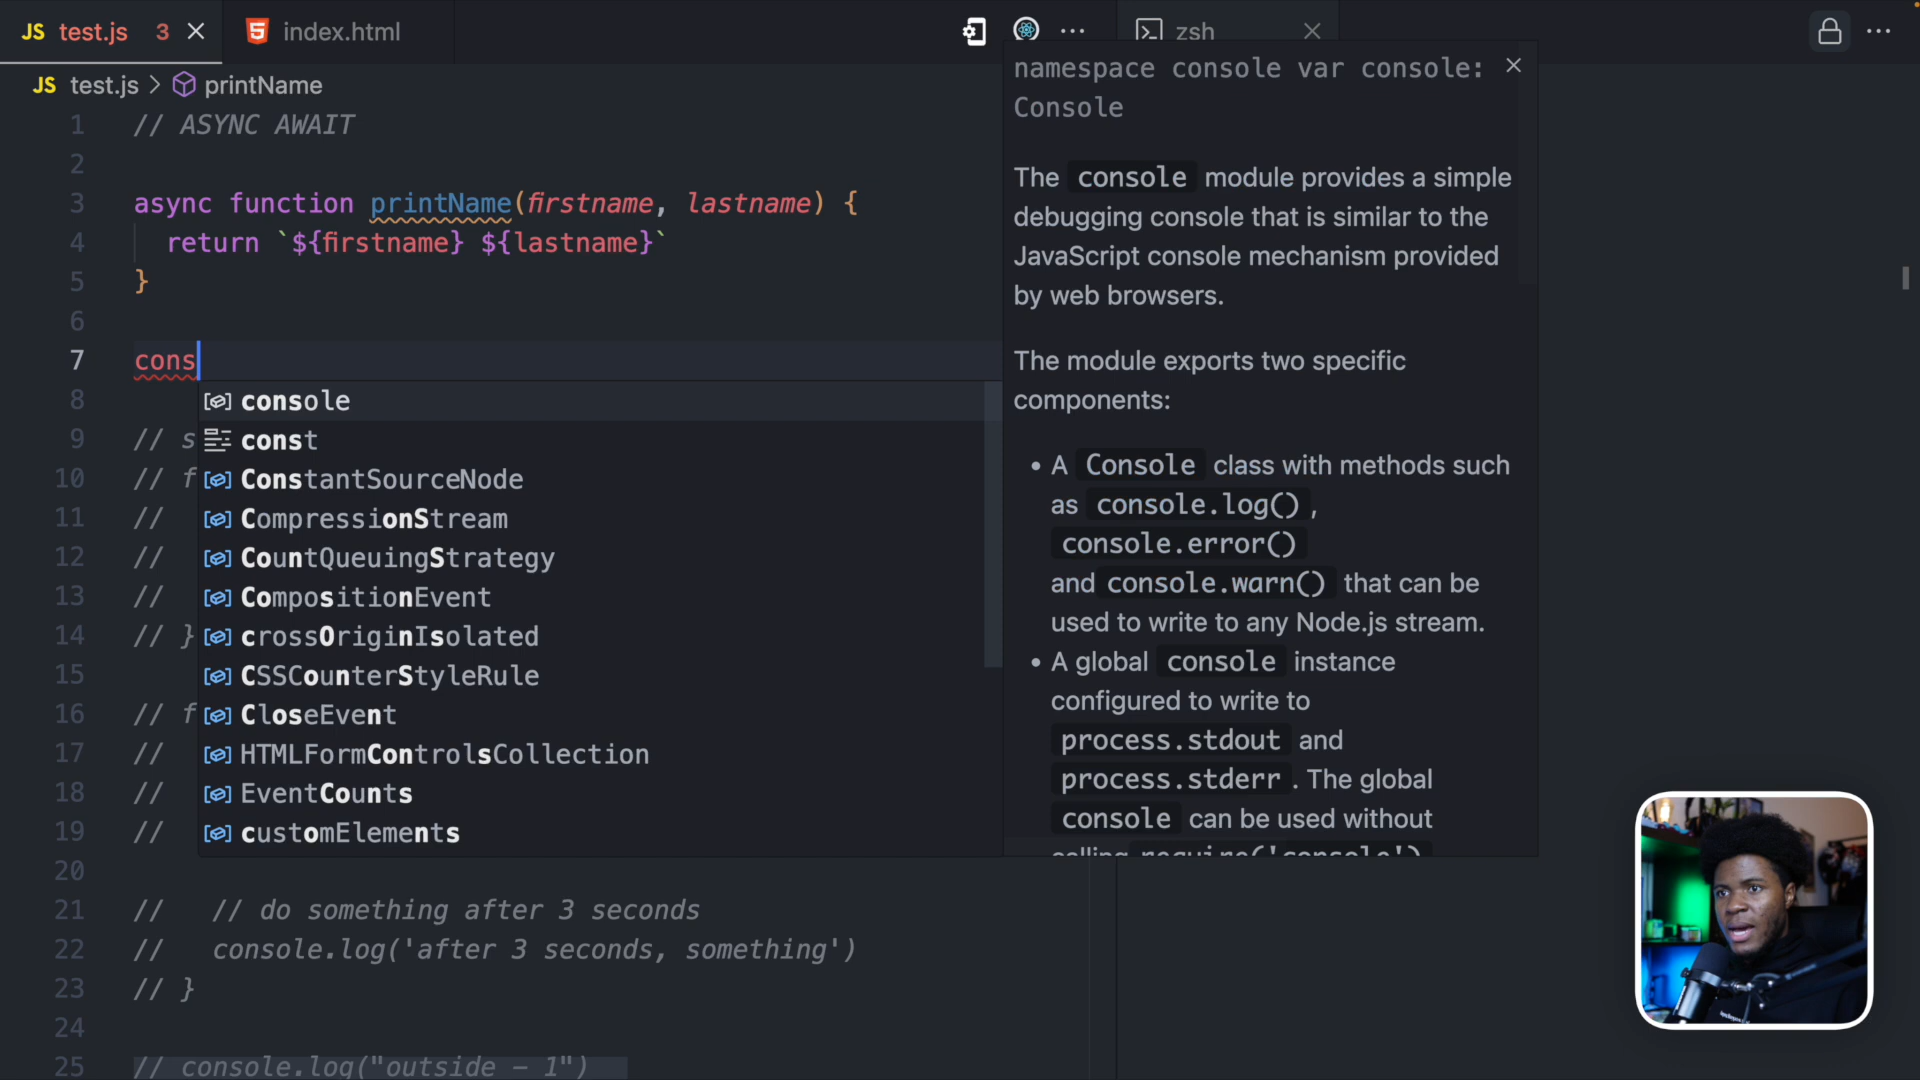 JS test.js 3
index.html
zsh
JS test.js > printName
1 // ASYNC AWAIT
2
3 async function printName(firstname, lastname) {
4 return `${firstname} ${lastname}`
5 }
6
7 cons
8 console
9 // s const
10 // f ConstantSourceNode
11 // CompressionStream
12 // CountQueuingStrategy
13 // CompositionEvent
14 // } crossOriginIsolated
15 CSSCounterStyleRule
16 // f CloseEvent
17 // HTMLFormControlsCollection
18 // EventCounts
19 // customElements
20
21 // // do something after 3 seconds
22 // console.log('after 3 seconds, something')
23 // }
24
25 // console.log("outside - 1")
namespace console var console:
Console
The console module provides a simple
debugging console that is similar to the
JavaScript console mechanism provided
by web browsers.
The module exports two specific
components:
• A Console class with methods such
as console.log() ,
console.error()
and console.warn() that can be
used to write to any Node.js stream.
• A global console instance
configured to write to
process.stdout and
process.stderr . The global
console can be used without
calling require('console')